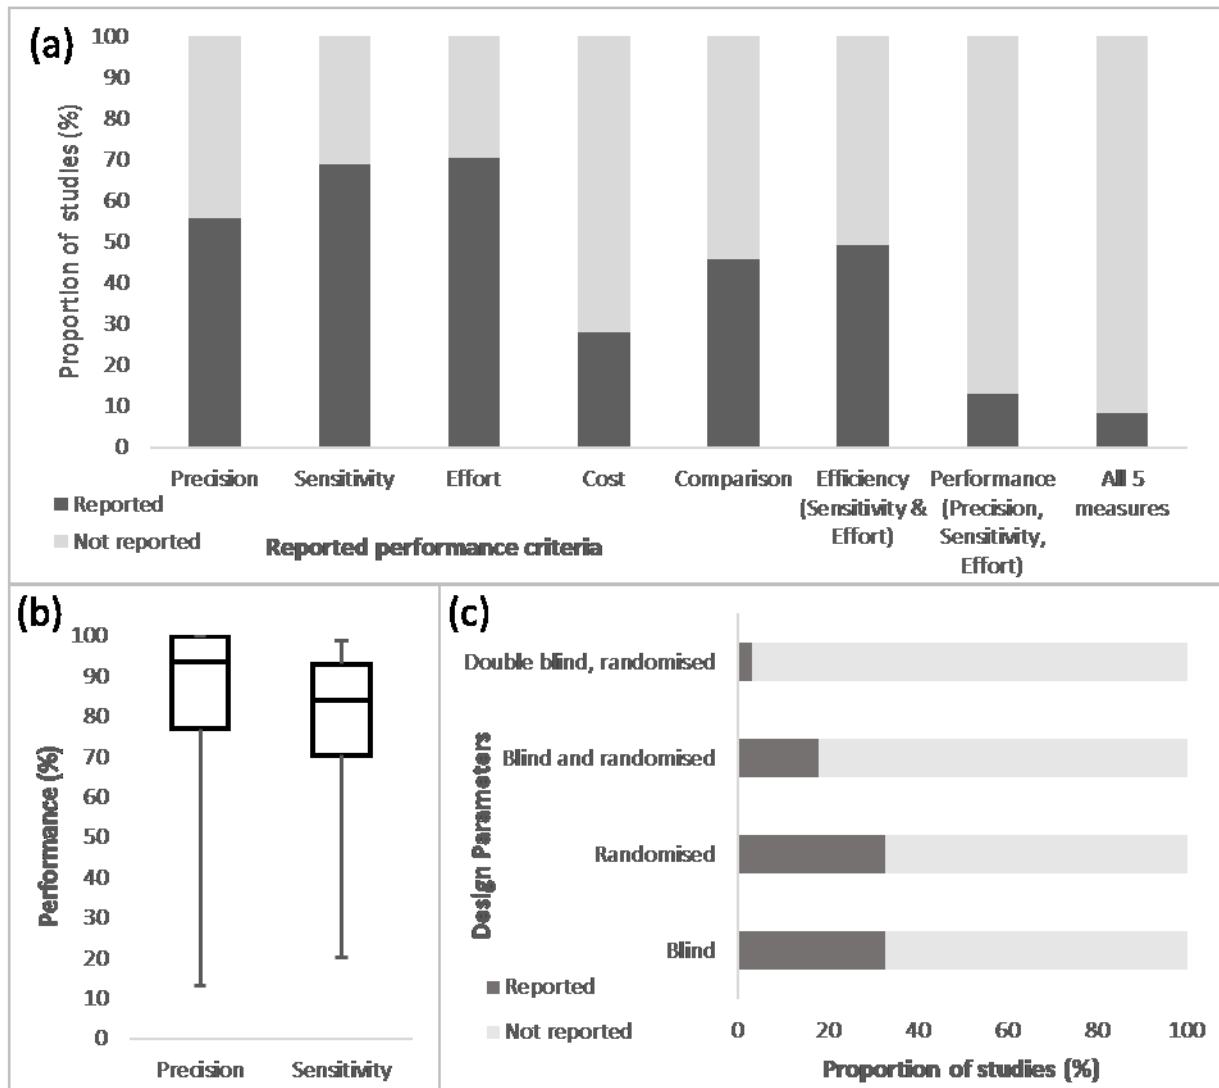 (a)
Proportion of studies (%)
100
90
80
70
60
50
40
30
20
10
0
Precision Sensitivity Effort Cost Comparison Efficiency Performance All 5
(Sensitivity & (Precision, measures
Effort) Sensitivity,
Effort)
Reported
Not reported
Reported performance criteria
(b)
Performance (%)
100
90
80
70
60
50
40
30
20
10
0
Precision Sensitivity
(c)
Design Parameters
Double blind, randomised
Blind and randomised
Randomised
Blind
Reported
Not reported
0 20 40 60 80 100
Proportion of studies (%)